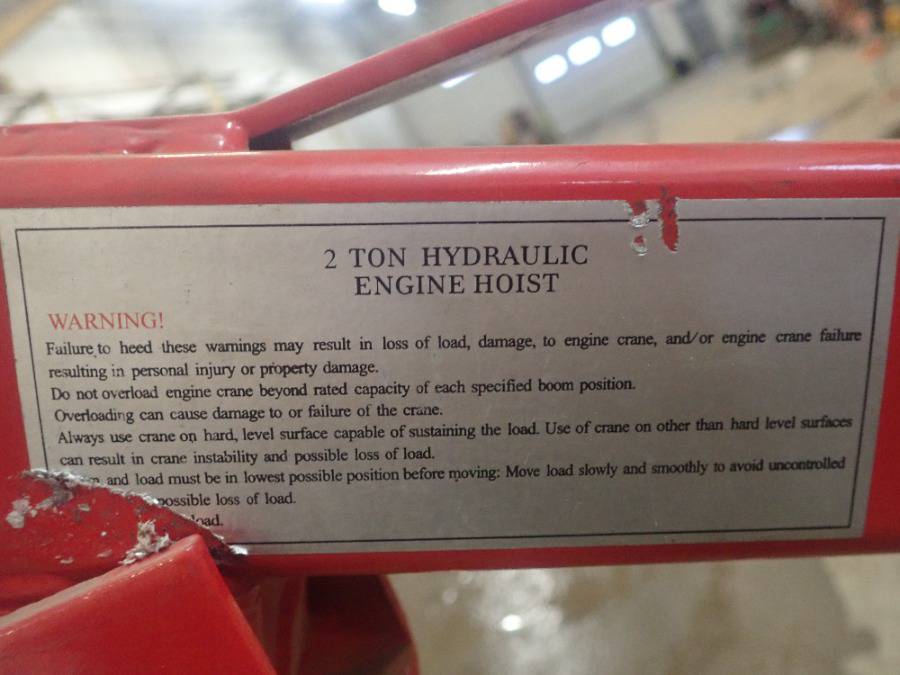 2 TON HYDRAULIC
ENGINE HOIST
WARNING!
Failure to heed these warnings may result in loss of load, damage, to engine crane, and/or engine crane failure
resulting in personal injury or property damage.
Do not overload engine crane beyond rated capacity of each specified boom position.
Overloading can cause damage to or failure of the crane.
Always use crane on hard, level surface capable of sustaining the load. Use of crane on other than hard level surfaces
can result in crane instability and possible loss of load.
and load must be in lowest possible position before moving: Move load slowly and smoothly to avoid uncontrolled
possible loss of load.
load.